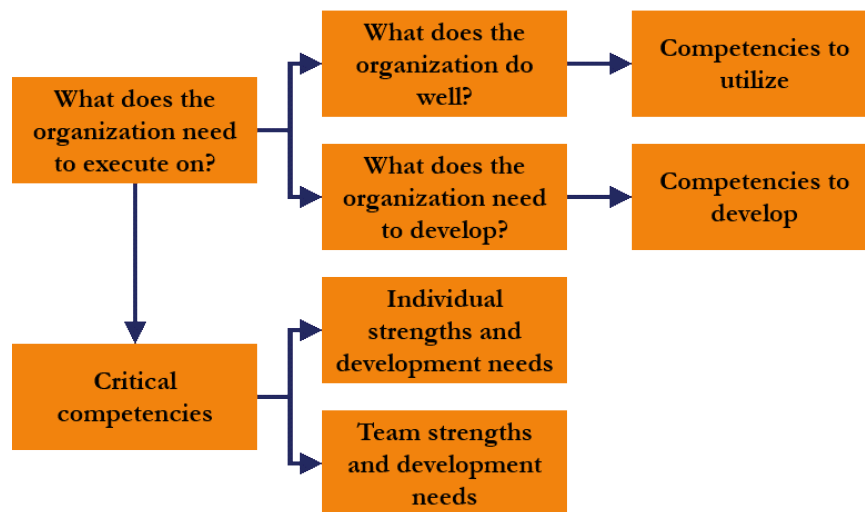 What does the
organization do
well?
Competencies to
utilize
What does the
organization need
to execute on?
What does the
organization need
to develop?
Competencies to
develop
Individual
strengths and
development needs
Critical
competencies
Team strengths
and development
needs